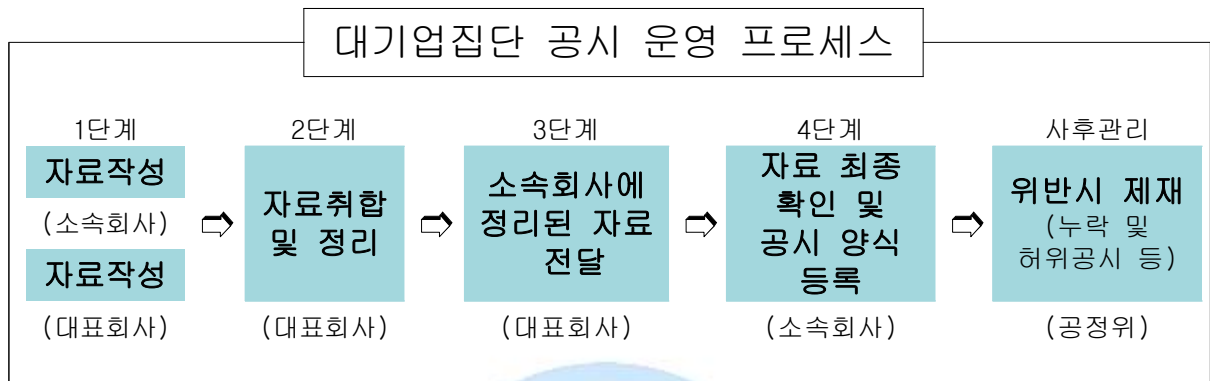 대기업집단 공시 운영 프로세스
1단계
자료작성
(소속회사)
자료작성
(대표회사)
2단계
자료취합
및 정리
(대표회사)
3단계
소속회사에
정리된 자료
전달
(대표회사)
4단계
자료 최종
확인 및
공시 양식
등록
(소속회사)
사후관리
위반시 제재
(누락 및
허위공시 등)
(공정위)